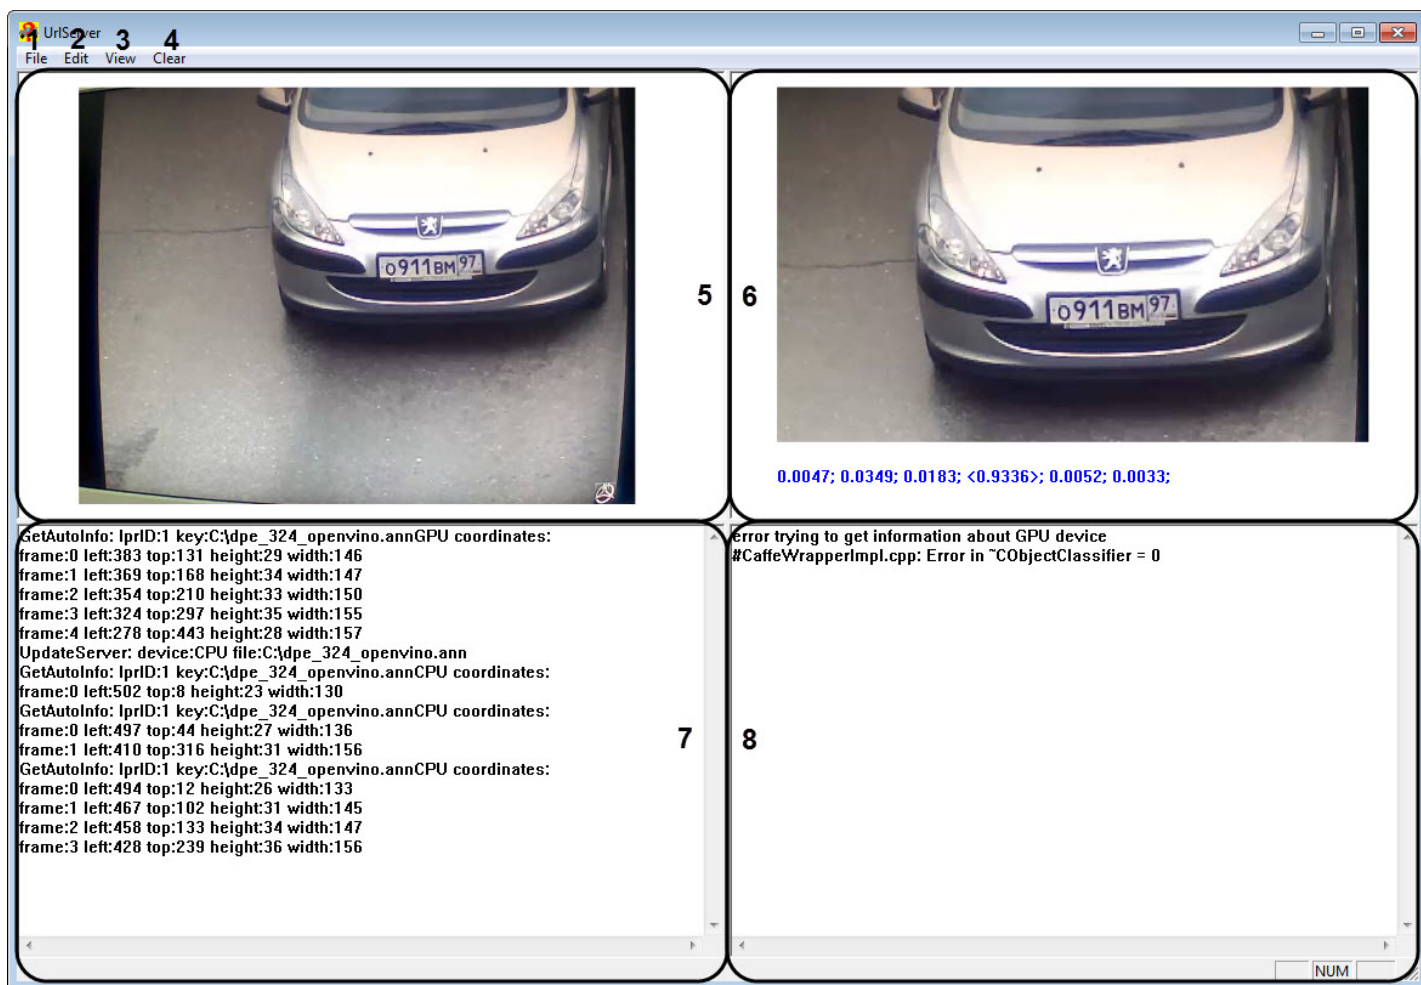 UrlServer
1 2 3 4
File Edit View Clear
О911ВМ 97
О911ВМ 97
5 6
0.0047; 0.0349; 0.0183; <0.9336>; 0.0052; 0.0033;
GetAutoInfo: lprID:1 key:C:\dpe_324_openvino.annGPU coordinates:
frame:0 left:383 top:131 height:29 width:146
frame:1 left:369 top:168 height:34 width:147
frame:2 left:354 top:210 height:33 width:150
frame:3 left:324 top:297 height:35 width:155
frame:4 left:278 top:443 height:28 width:157
UpdateServer: device:CPU file:C:\dpe_324_openvino.ann
GetAutoInfo: lprID:1 key:C:\dpe_324_openvino.annCPU coordinates:
frame:0 left:502 top:8 height:23 width:130
GetAutoInfo: lprID:1 key:C:\dpe_324_openvino.annCPU coordinates:
frame:0 left:497 top:44 height:27 width:136
frame:1 left:410 top:316 height:31 width:156
GetAutoInfo: lprID:1 key:C:\dpe_324_openvino.annCPU coordinates:
frame:0 left:494 top:12 height:26 width:133
frame:1 left:467 top:102 height:31 width:145
frame:2 left:458 top:133 height:34 width:147
frame:3 left:428 top:239 height:36 width:156
7 8
error trying to get information about GPU device
#CaffeWrapperImpl.cpp: Error in ~CObjectClassifier = 0
NUM